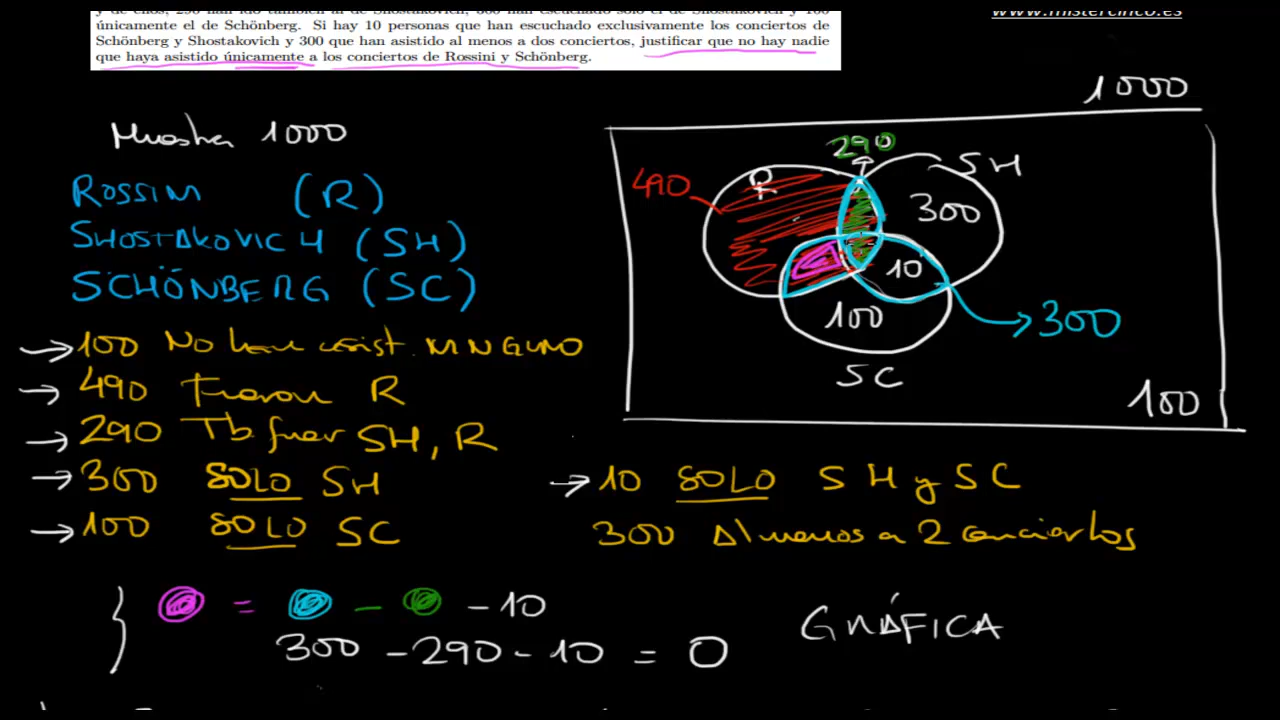 únicamente el de Schönberg. Si hay 10 personas que han escuchado exclusivamente los conciertos de
Schönberg y Shostakovich y 300 que han asistido al menos a dos conciertos, justificar que no hay nadie
que haya asistido únicamente a los conciertos de Rossini y Schönberg.
www.mistercinco.es
1000
Muestra 1000
290
SH
490
R
300
ROSSINI (R)
SHOSTAKOVICH (SH)
10
SCHÖNBERG (SC)
100
300
→ 100 No han asist. NINGUNO
SC
→ 490 fueron R
100
→ 290 Tb fuer SH, R
→ 300 SOLO SH
→ 10 SOLO SH y SC
→ 100 SOLO SC
300 Al menos a 2 conciertos
= - - 10
GRÁFICA
300 - 290 - 10 = 0